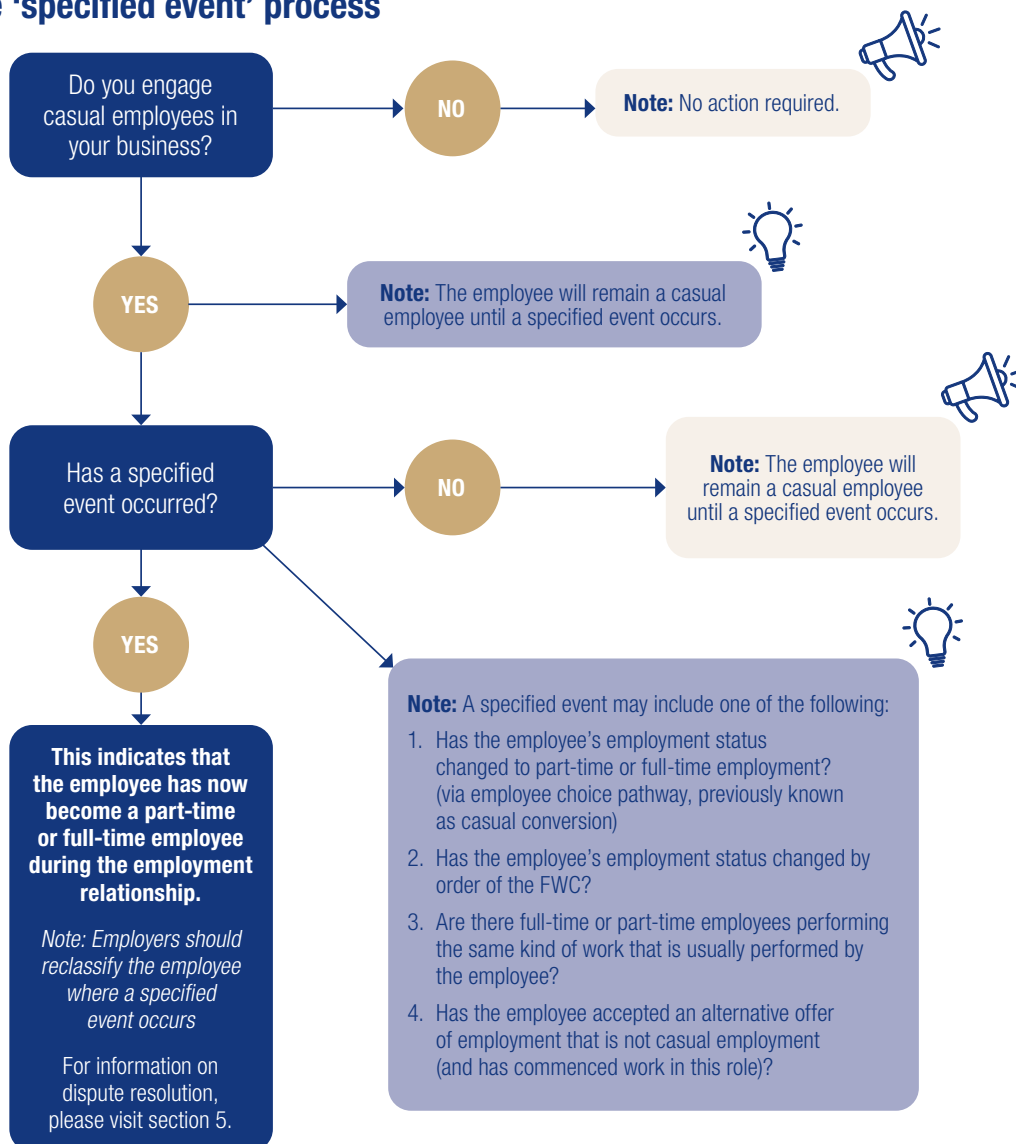 'specified event' process
Do you engage
casual employees in
your business?
NO
Note: No action required.
YES
Note: The employee will remain a casual
employee until a specified event occurs.
Has a specified
event occurred?
NO
Note: The employee will
remain a casual employee
until a specified event occurs.
YES
This indicates that
the employee has now
become a part-time
or full-time employee
during the employment
relationship.
Note: Employers should
reclassify the employee
where a specified
event occurs
For information on
dispute resolution,
please visit section 5.
Note: A specified event may include one of the following:
1. Has the employee's employment status
changed to part-time or full-time employment?
(via employee choice pathway, previously known
as casual conversion)
2. Has the employee's employment status changed by
order of the FWC?
3. Are there full-time or part-time employees performing
the same kind of work that is usually performed by
the employee?
4. Has the employee accepted an alternative offer
of employment that is not casual employment
(and has commenced work in this role)?